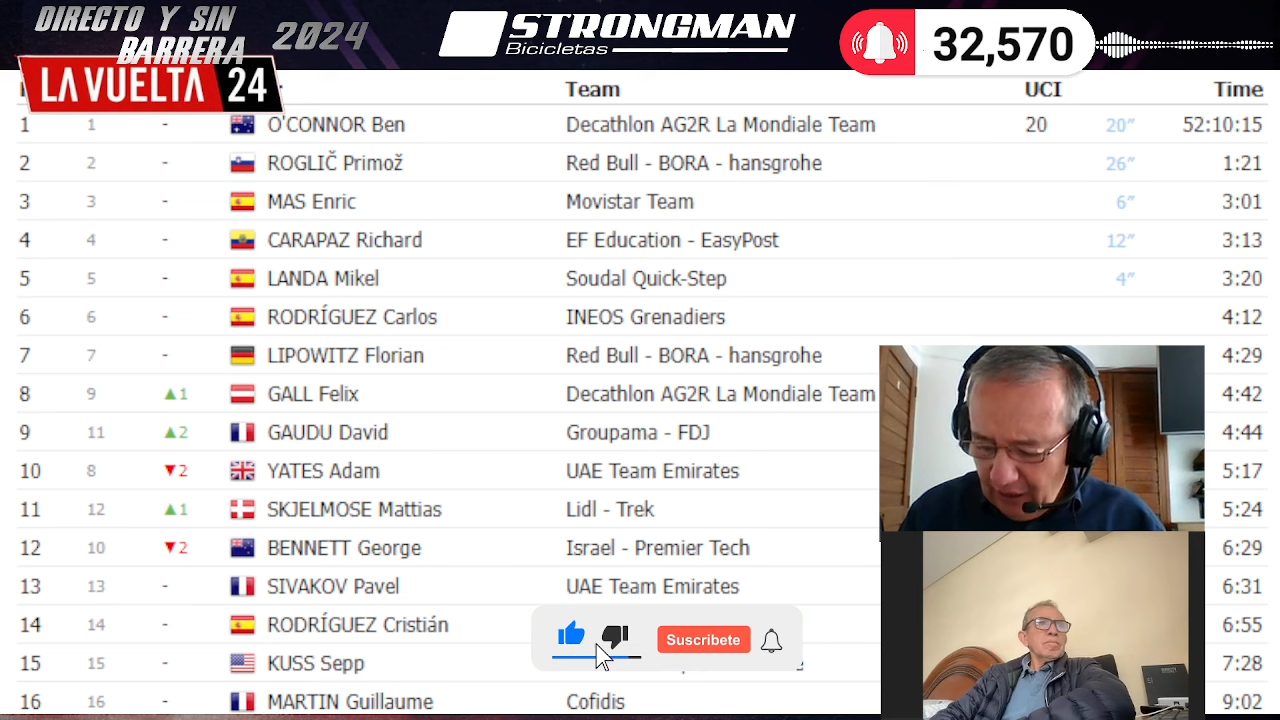 DIRECTO Y SIN BARRERA 2024
STRONGMAN
Bicicletas
32,570
LA VUELTA 24
Team UCI Time
1 1 - O'CONNOR Ben Decathlon AG2R La Mondiale Team 20 20″ 52:10:15
2 2 - ROGLIČ Primož Red Bull - BORA - hansgrohe 26″ 1:21
3 3 - MAS Enric Movistar Team 6″ 3:01
4 4 - CARAPAZ Richard EF Education - EasyPost 12″ 3:13
5 5 - LANDA Mikel Soudal Quick-Step 4″ 3:20
6 6 - RODRÍGUEZ Carlos INEOS Grenadiers 4:12
7 7 - LIPOWITZ Florian Red Bull - BORA - hansgrohe 4:29
8 9 ▲1 GALL Felix Decathlon AG2R La Mondiale Team 4:42
9 11 ▲2 GAUDU David Groupama - FDJ 4:44
10 8 ▼2 YATES Adam UAE Team Emirates 5:17
11 12 ▲1 SKJELMOSE Mattias Lidl - Trek 5:24
12 10 ▼2 BENNETT George Israel - Premier Tech 6:29
13 13 - SIVAKOV Pavel UAE Team Emirates 6:31
14 14 - RODRÍGUEZ Cristián 6:55
15 15 - KUSS Sepp 7:28
16 16 - MARTIN Guillaume Cofidis 9:02
Suscribete